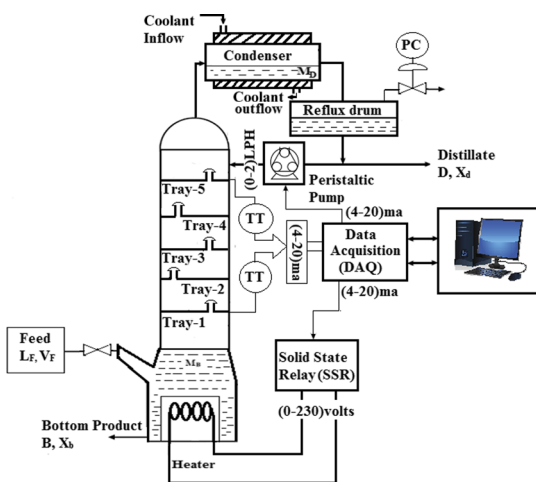 Coolant
Inflow
Condenser
M_D
PC
Coolant
outflow
Reflux drum
(0-2)LPH
Distillate
D, X_d
Peristaltic
Pump
Tray-5
TT
(4-20)ma
Tray-4
(4-20)ma
Data
Acquisition
(DAQ)
Tray-3
TT
Tray-2
(4-20)ma
Tray-1
Feed
L_F, V_F
M_B
Solid State
Relay (SSR)
(0-230)volts
Bottom Product
B, X_b
Heater